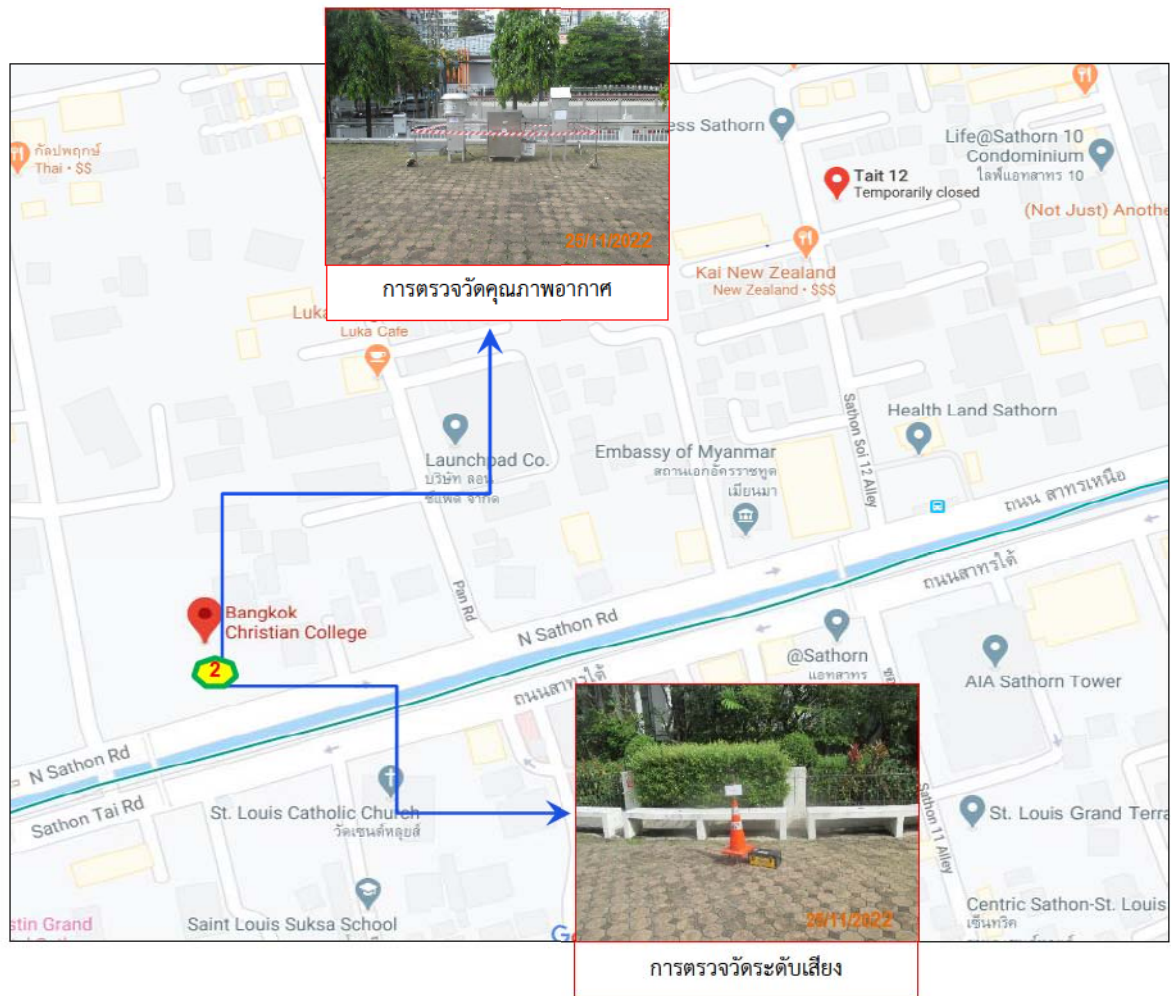 25/11/2022
การตรวจวัดคุณภาพอากาศ
กัลปพฤกษ์
Thai • $$
ess Sathorn
Life@Sathorn 10
Condominium
ไลฟ์แอทสาทร 10
Tait 12
Temporarily closed
(Not Just) Anothe
Kai New Zealand
New Zealand • $$$
Luka
Luka Cafe
Sathon Soi 12 Alley
Health Land Sathorn
Launchpad Co.
บริษัท ลอน
ซ์แพด จำกัด
Embassy of Myanmar
สถานเอกอัครราชทูต
เมียนมา
ถนน สาทรเหนือ
ถนนสาทรใต้
Pan Rd
Bangkok
Christian College
2
N Sathon Rd
@Sathorn
แอทสาทร
ซอ
AIA Sathorn Tower
ถนนสาทรใต้
N Sathon Rd
Sathon Tai Rd
St. Louis Catholic Church
วัดเซนต์หลุยส์
Sathon 11 Alley
St. Louis Grand Terra
Saint Louis Suksa School
stin Grand
Go
25/11/2022
Centric Sathon-St. Louis
เซ็นทริค
การตรวจวัดระดับเสียง